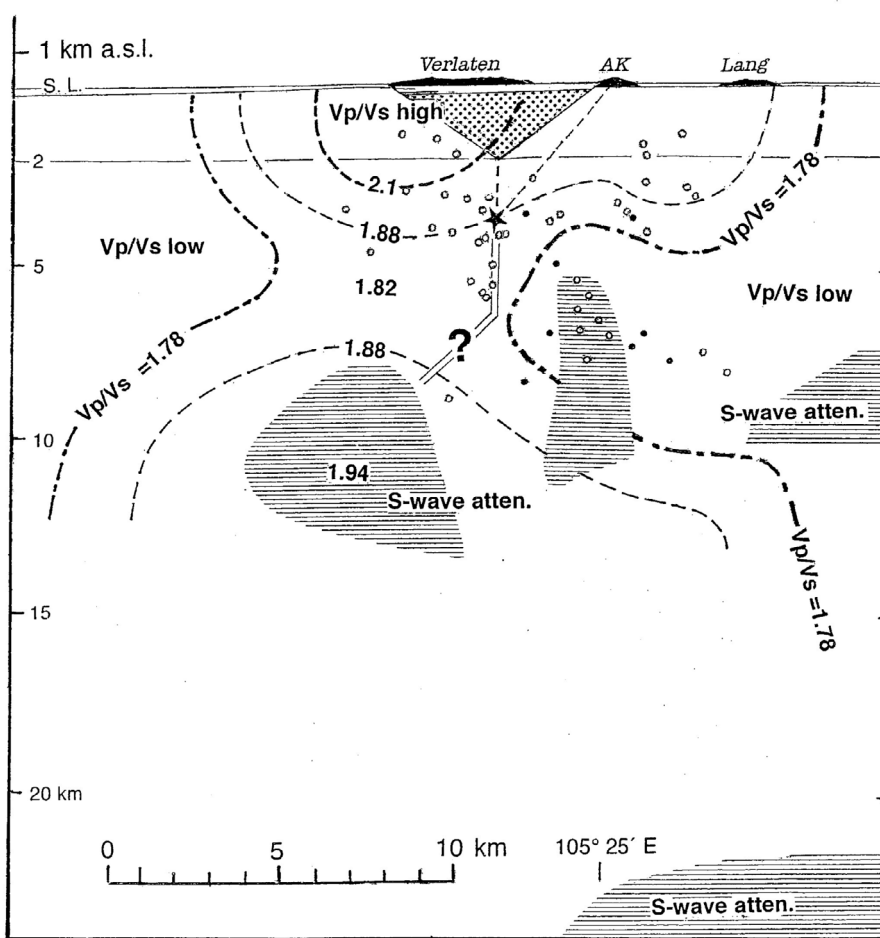 1 km a.s.l.
Verlaten
AK
Lang
S. L.
Vp/Vs high
2
2.1
Vp/Vs =1.78
1.88
Vp/Vs low
5
1.82
Vp/Vs low
?
1.88
Vp/Vs =1.78
S-wave atten.
10
1.94
S-wave atten.
Vp/Vs =1.78
15
20 km
0
5
10 km
105° 25´ E
S-wave atten.